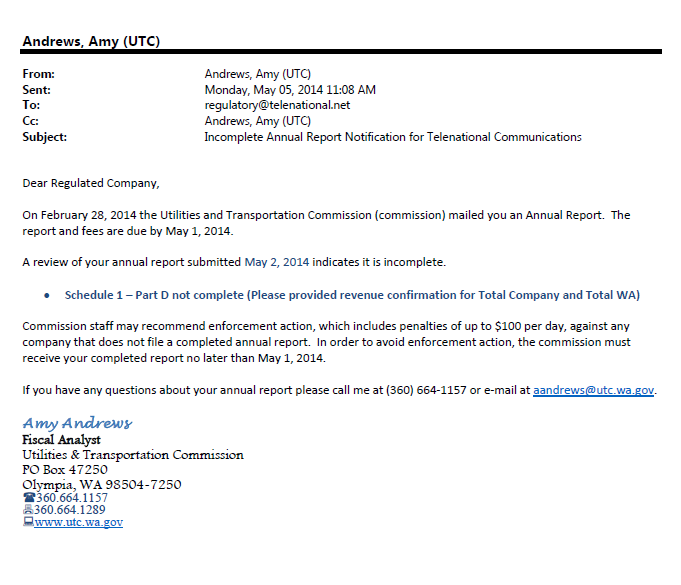 Andrews, Amy (UTC)
From: Andrews, Amy (UTC)
Sent: Monday, May 05, 2014 11:08 AM
To: regulatory@telenational.net
Cc: Andrews, Amy (UTC)
Subject: Incomplete Annual Report Notification for Telenational Communications
Dear Regulated Company,
On February 28, 2014 the Utilities and Transportation Commission (commission) mailed you an Annual Report. The
report and fees are due by May 1, 2014.
A review of your annual report submitted May 2, 2014 indicates it is incomplete.
• Schedule 1 – Part D not complete (Please provided revenue confirmation for Total Company and Total WA)
Commission staff may recommend enforcement action, which includes penalties of up to $100 per day, against any
company that does not file a completed annual report. In order to avoid enforcement action, the commission must
receive your completed report no later than May 1, 2014.
If you have any questions about your annual report please call me at (360) 664-1157 or e-mail at aandrews@utc.wa.gov.
Amy Andrews
Fiscal Analyst
Utilities & Transportation Commission
PO Box 47250
Olympia, WA 98504-7250
360.664.1157
360.664.1289
www.utc.wa.gov